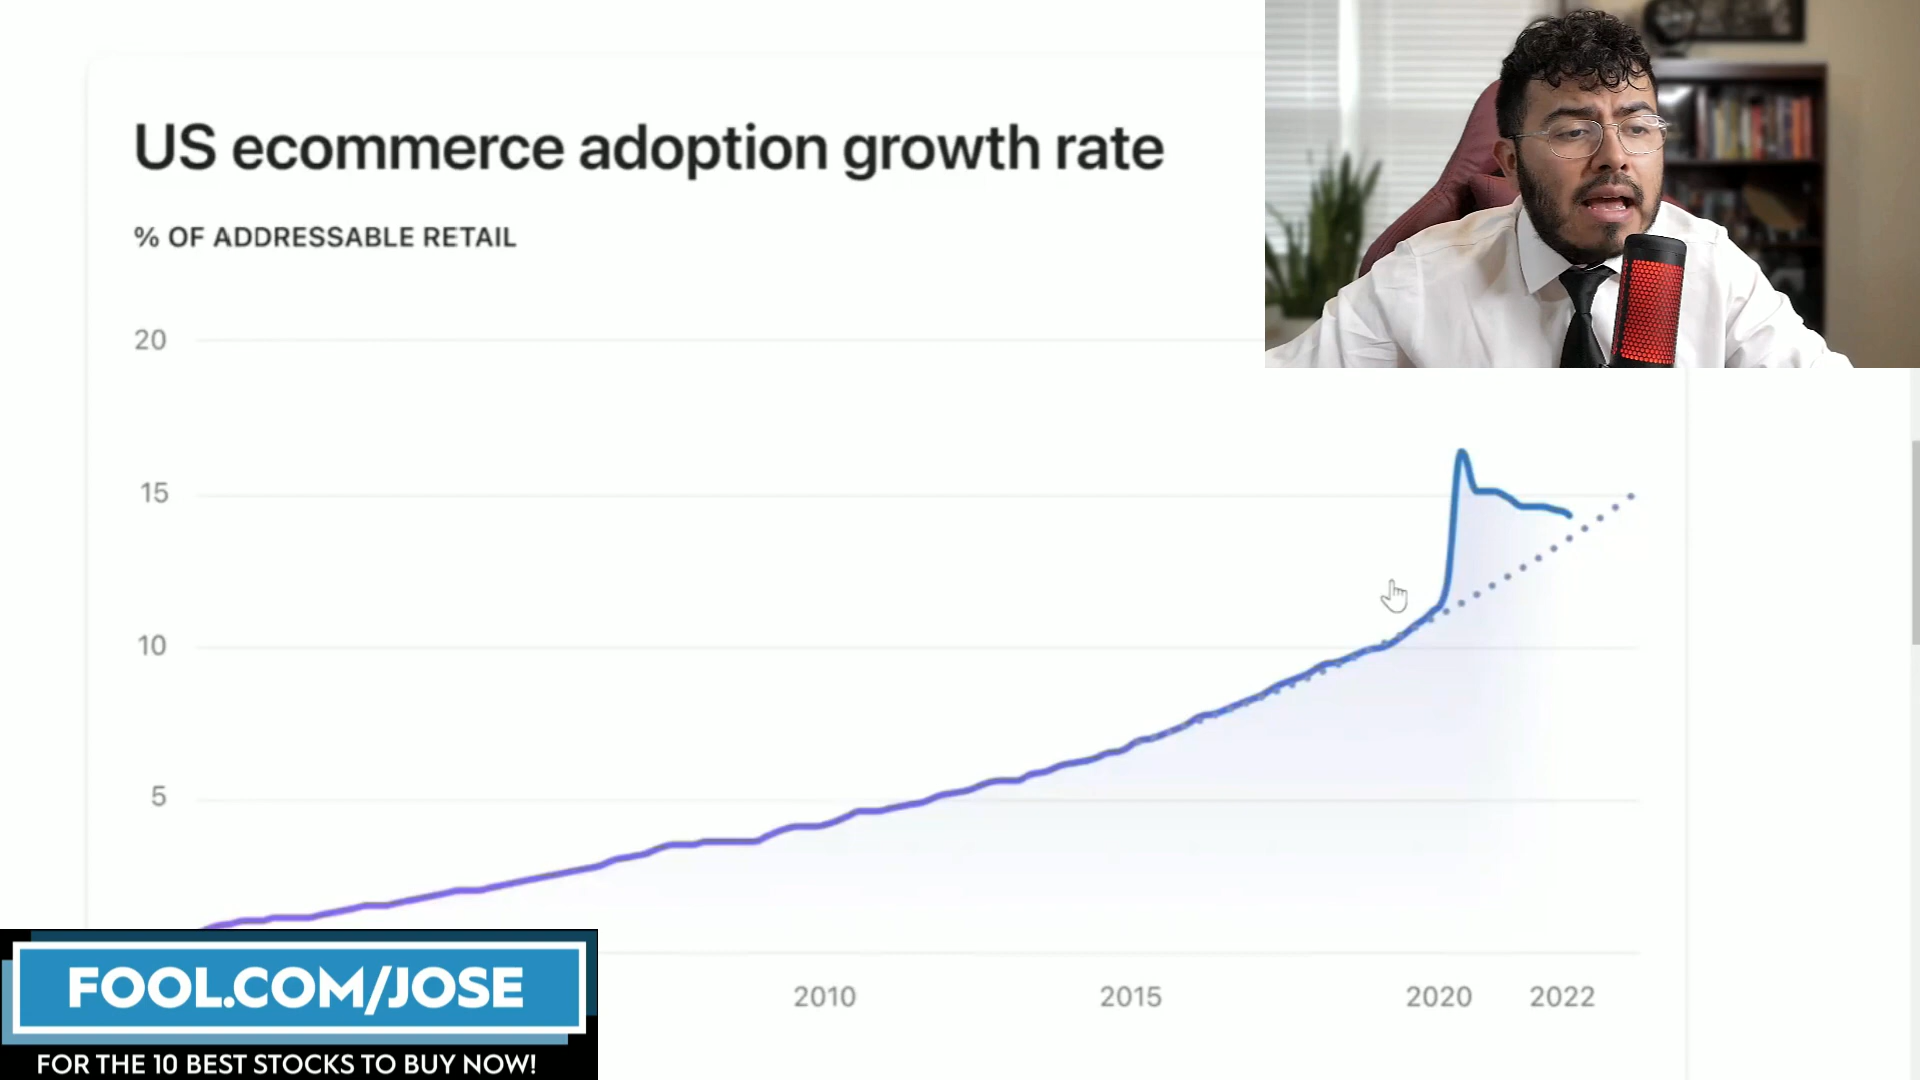 US ecommerce adoption growth rate
% OF ADDRESSABLE RETAIL
20
15
10
5
2010 2015 2020 2022
FOOL.COM/JOSE
FOR THE 10 BEST STOCKS TO BUY NOW!